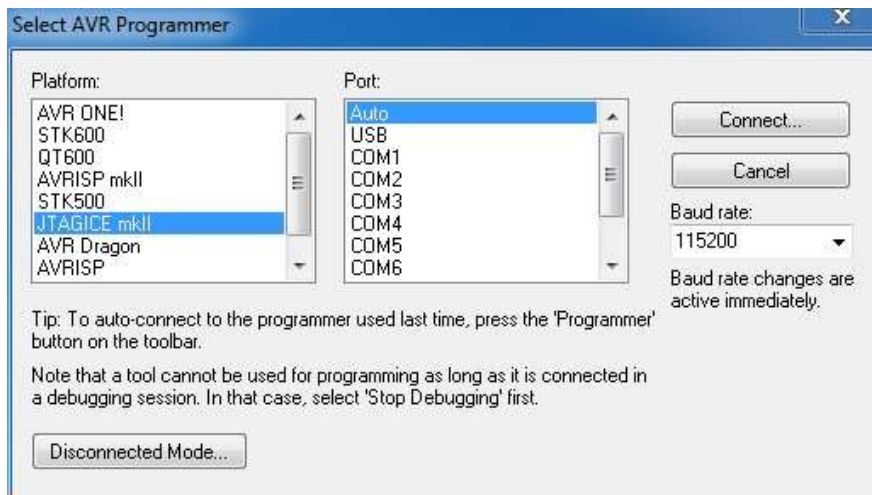 Select AVR Programmer
X
Platform:
Port:
AVR ONE!
STK600
QT600
AVRISP mkII
STK500
JTAGICE mkII
AVR Dragon
AVRISP
Auto
USB
COM1
COM2
COM3
COM4
COM5
COM6
Connect...
Cancel
Baud rate:
115200
Baud rate changes are
active immediately.
Tip: To auto-connect to the programmer used last time, press the 'Programmer'
button on the toolbar.
Note that a tool cannot be used for programming as long as it is connected in
a debugging session. In that case, select 'Stop Debugging' first.
Disconnected Mode...